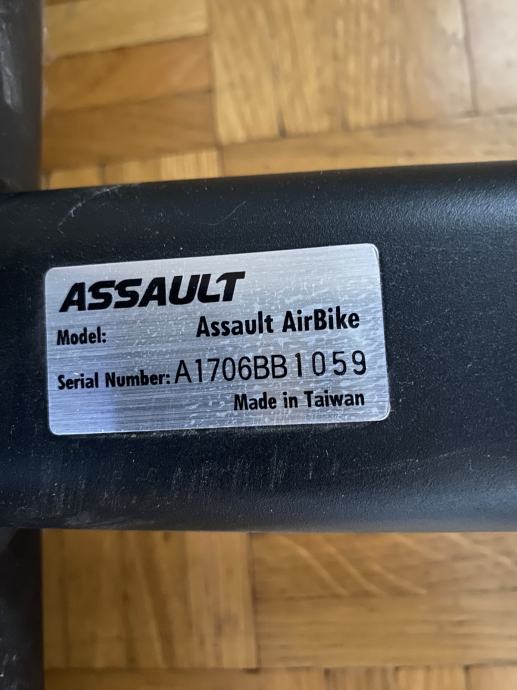 ASSAULT
Model: Assault AirBike
Serial Number: A1706BB1059
Made in Taiwan